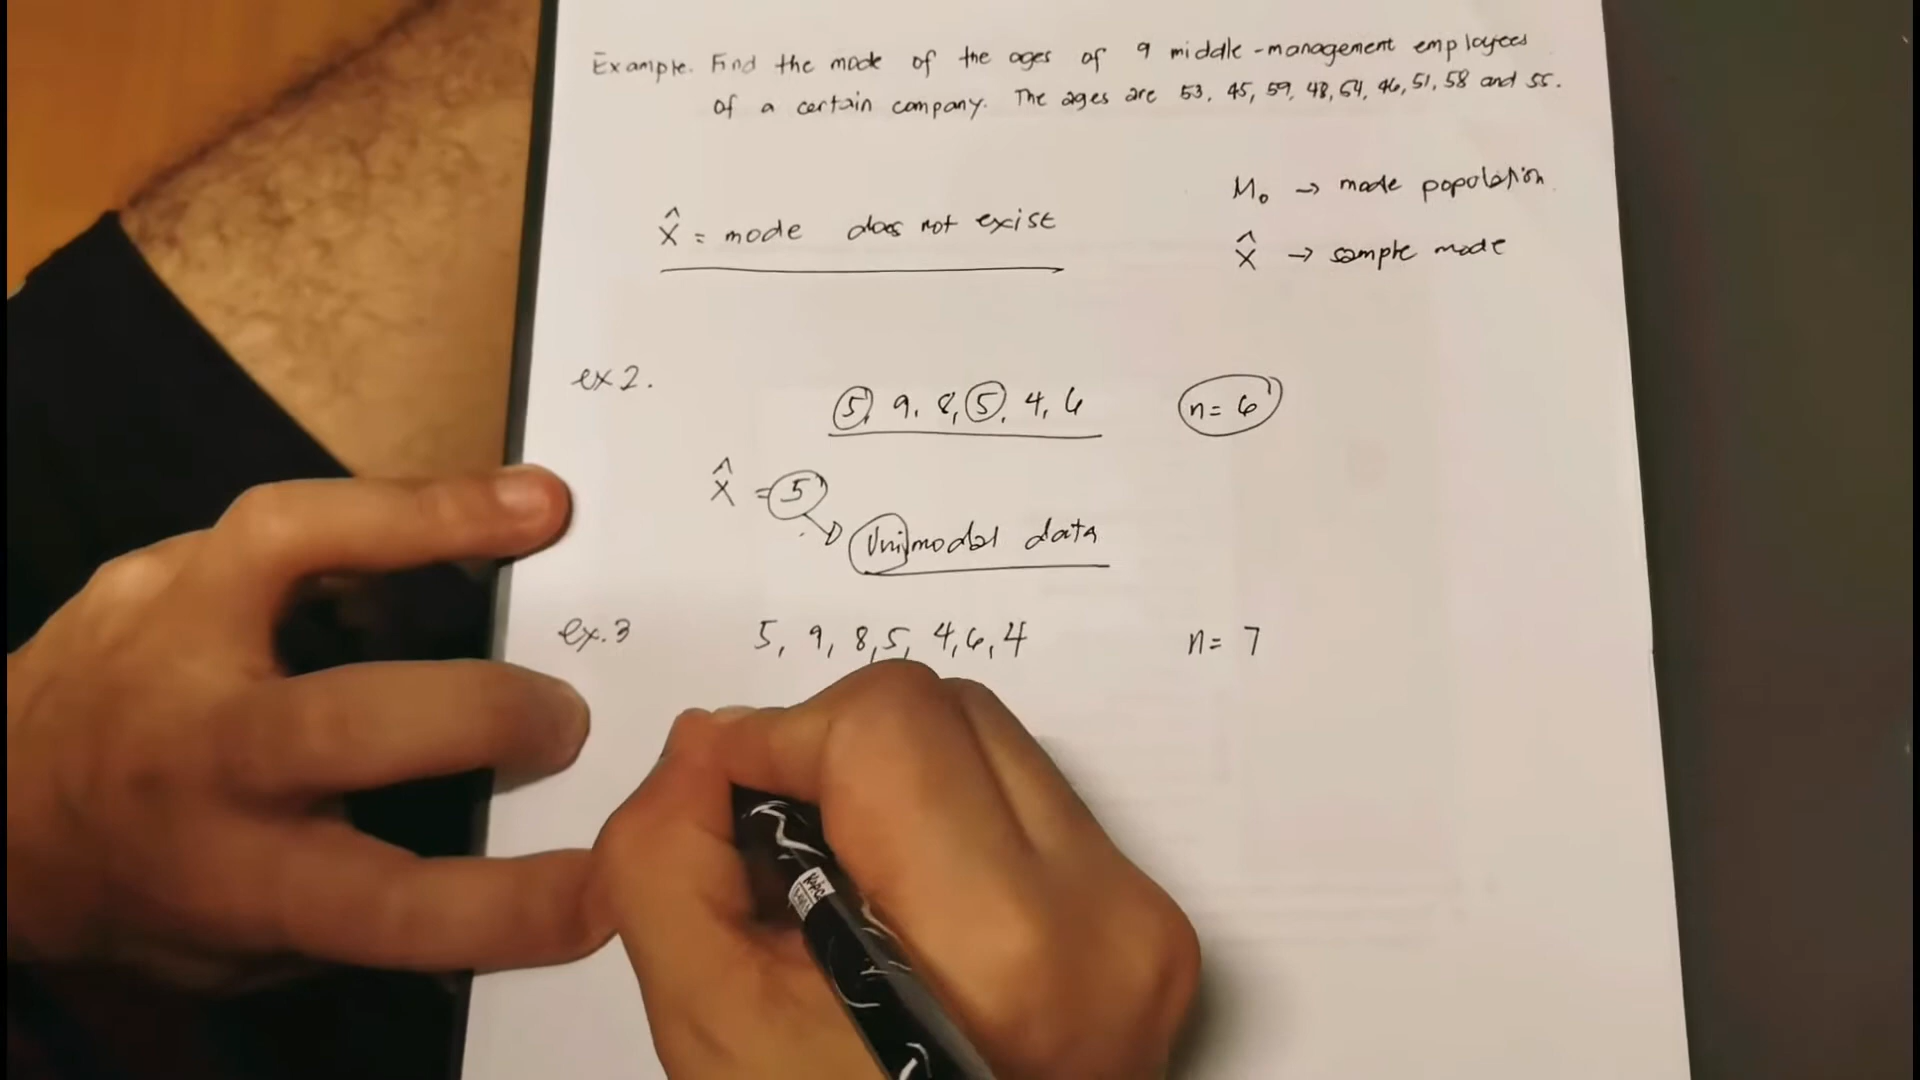 Example. Find the mode of the ages of 9 middle-management employees
of a certain company. The ages are 53, 45, 59, 48, 54, 46, 51, 58 and 55.
M₀ → mode population
X̂ = mode does not exist
X̂ → sample mode
ex 2.
5, 9, 8, 5, 4, 6 n = 6
X̂ = 5
Unimodal data
ex. 3 5, 9, 8, 5, 4, 6, 4 n = 7